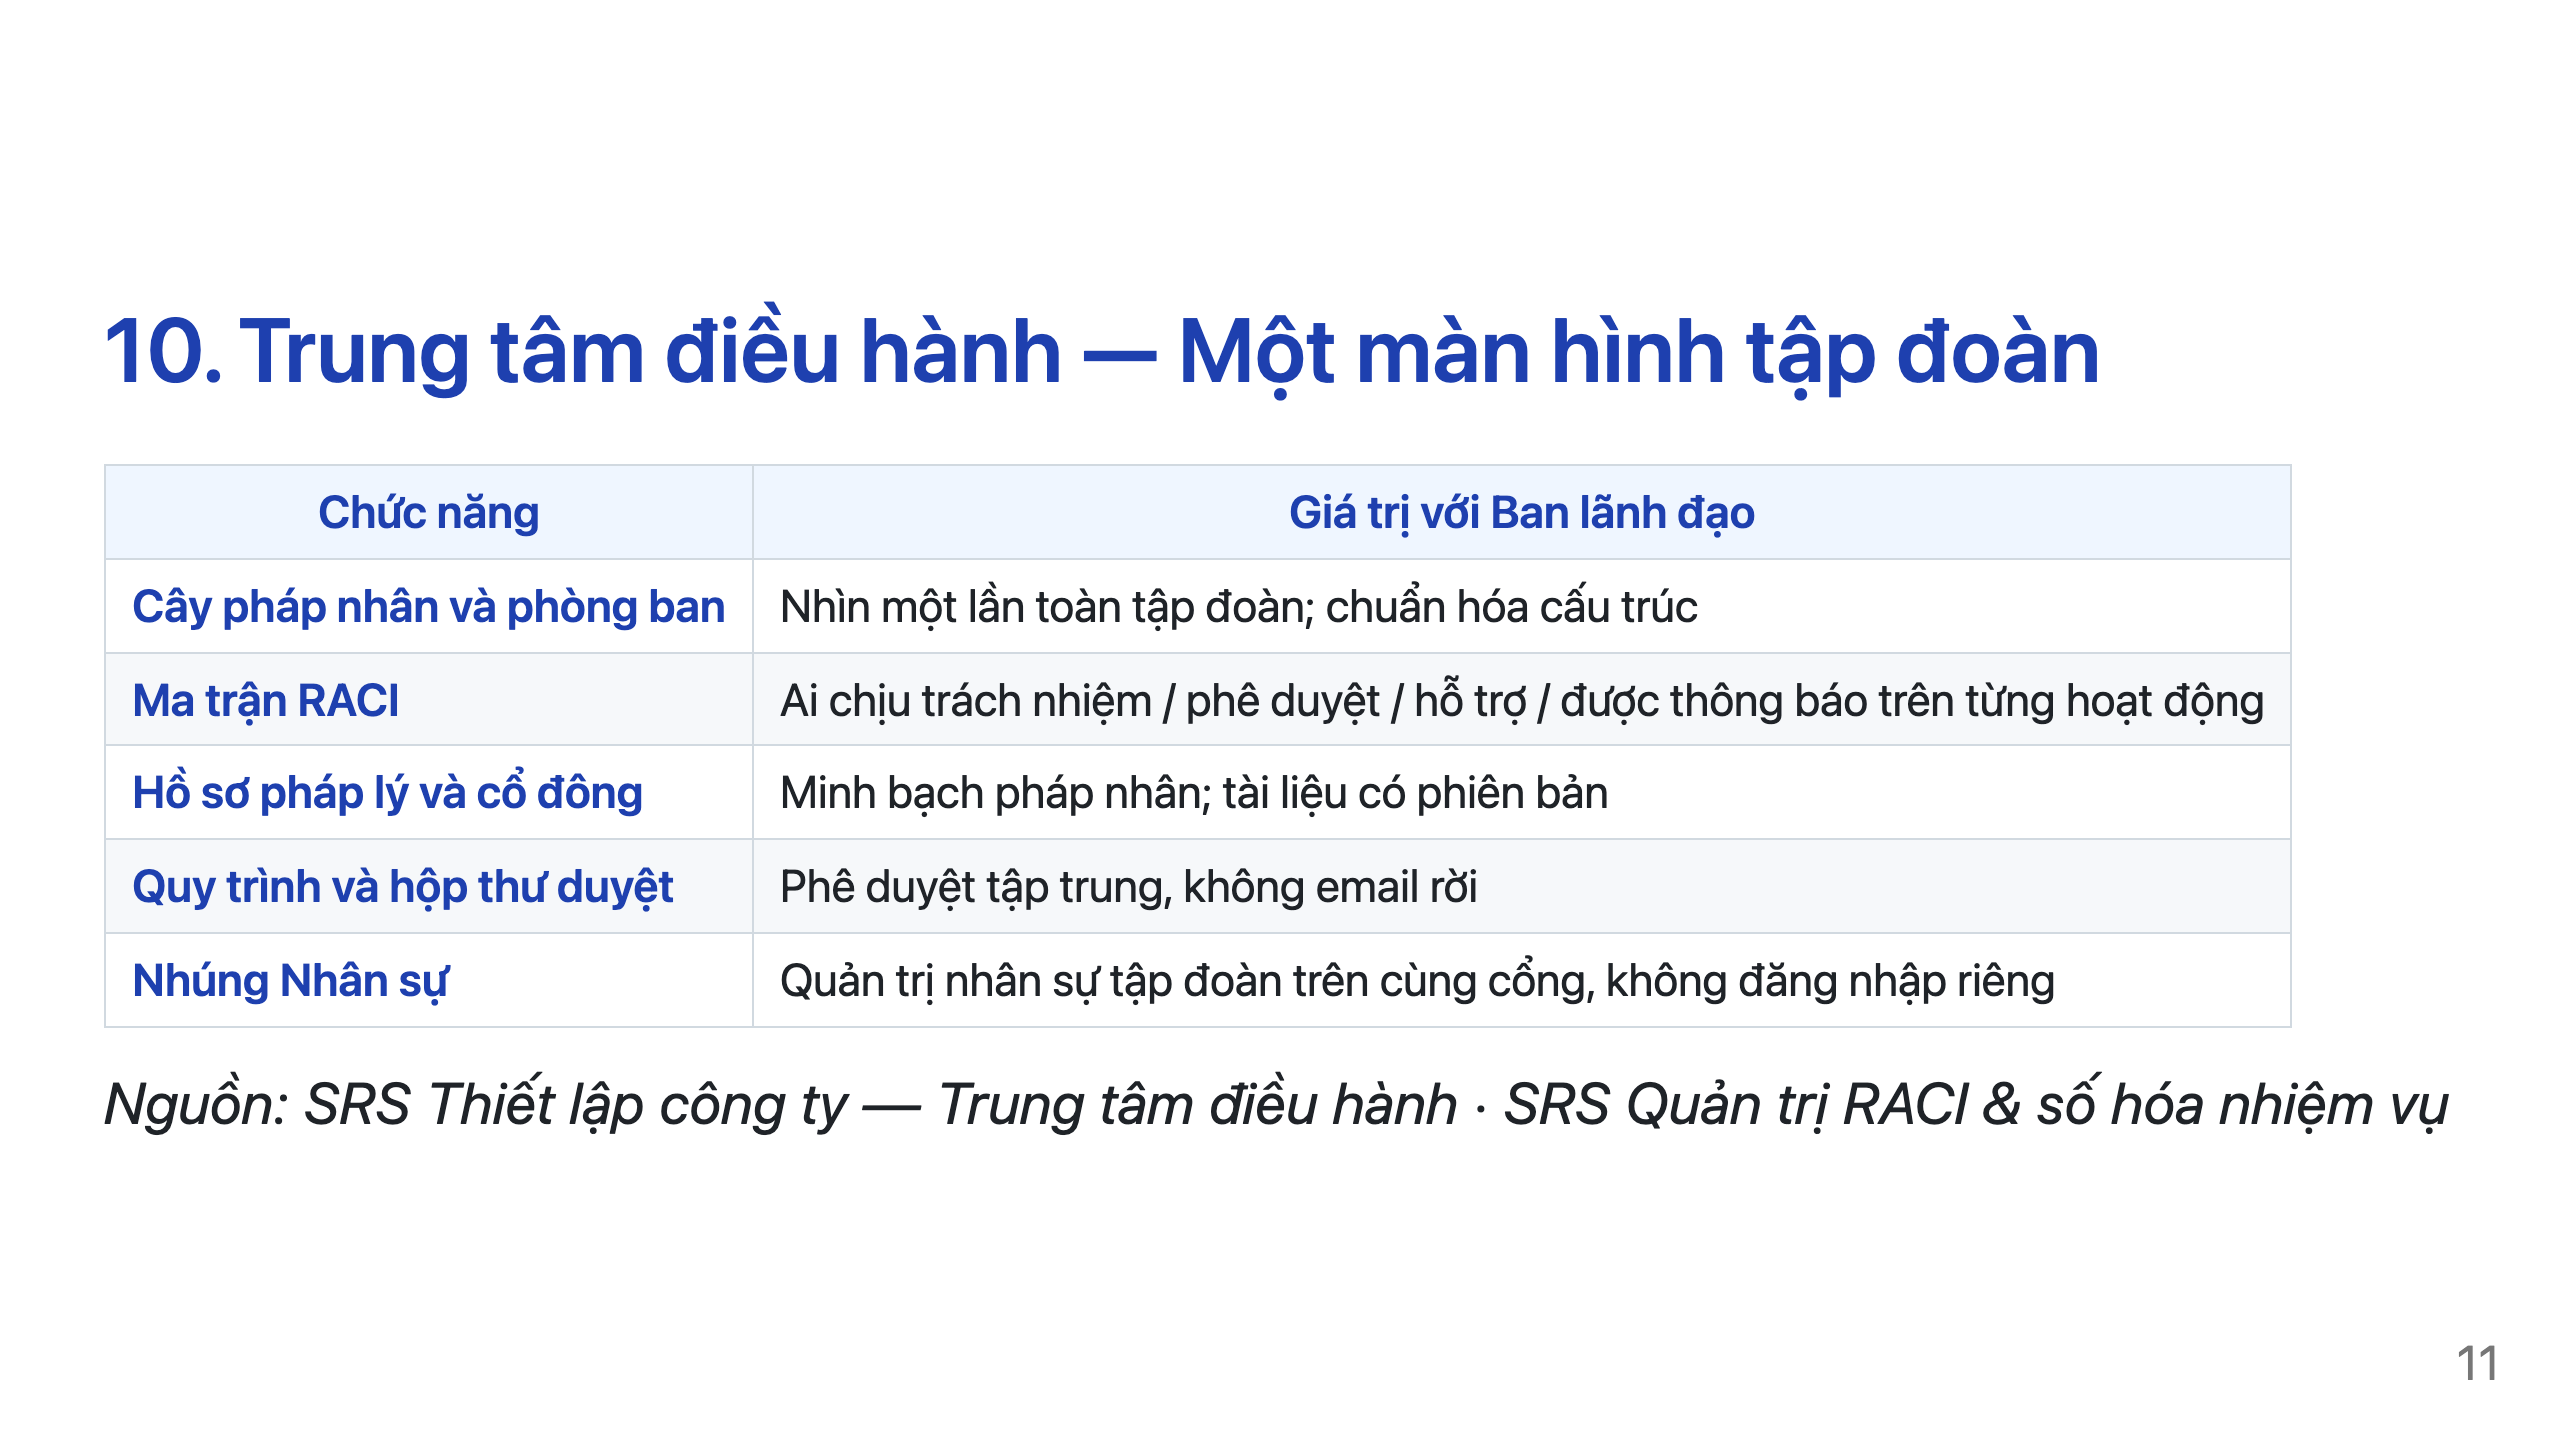 10. Trung tâm điều hành — Một màn hình tập đoàn
Chức năng
Giá trị với Ban lãnh đạo
Cây pháp nhân và phòng ban
Nhìn một lần toàn tập đoàn; chuẩn hóa cấu trúc
Ma trận RACI
Ai chịu trách nhiệm / phê duyệt / hỗ trợ / được thông báo trên từng hoạt động
Hồ sơ pháp lý và cổ đông
Minh bạch pháp nhân; tài liệu có phiên bản
Quy trình và hộp thư duyệt
Phê duyệt tập trung, không email rời
Nhúng Nhân sự
Quản trị nhân sự tập đoàn trên cùng cổng, không đăng nhập riêng
Nguồn: SRS Thiết lập công ty — Trung tâm điều hành · SRS Quản trị RACI & số hóa nhiệm vụ
11